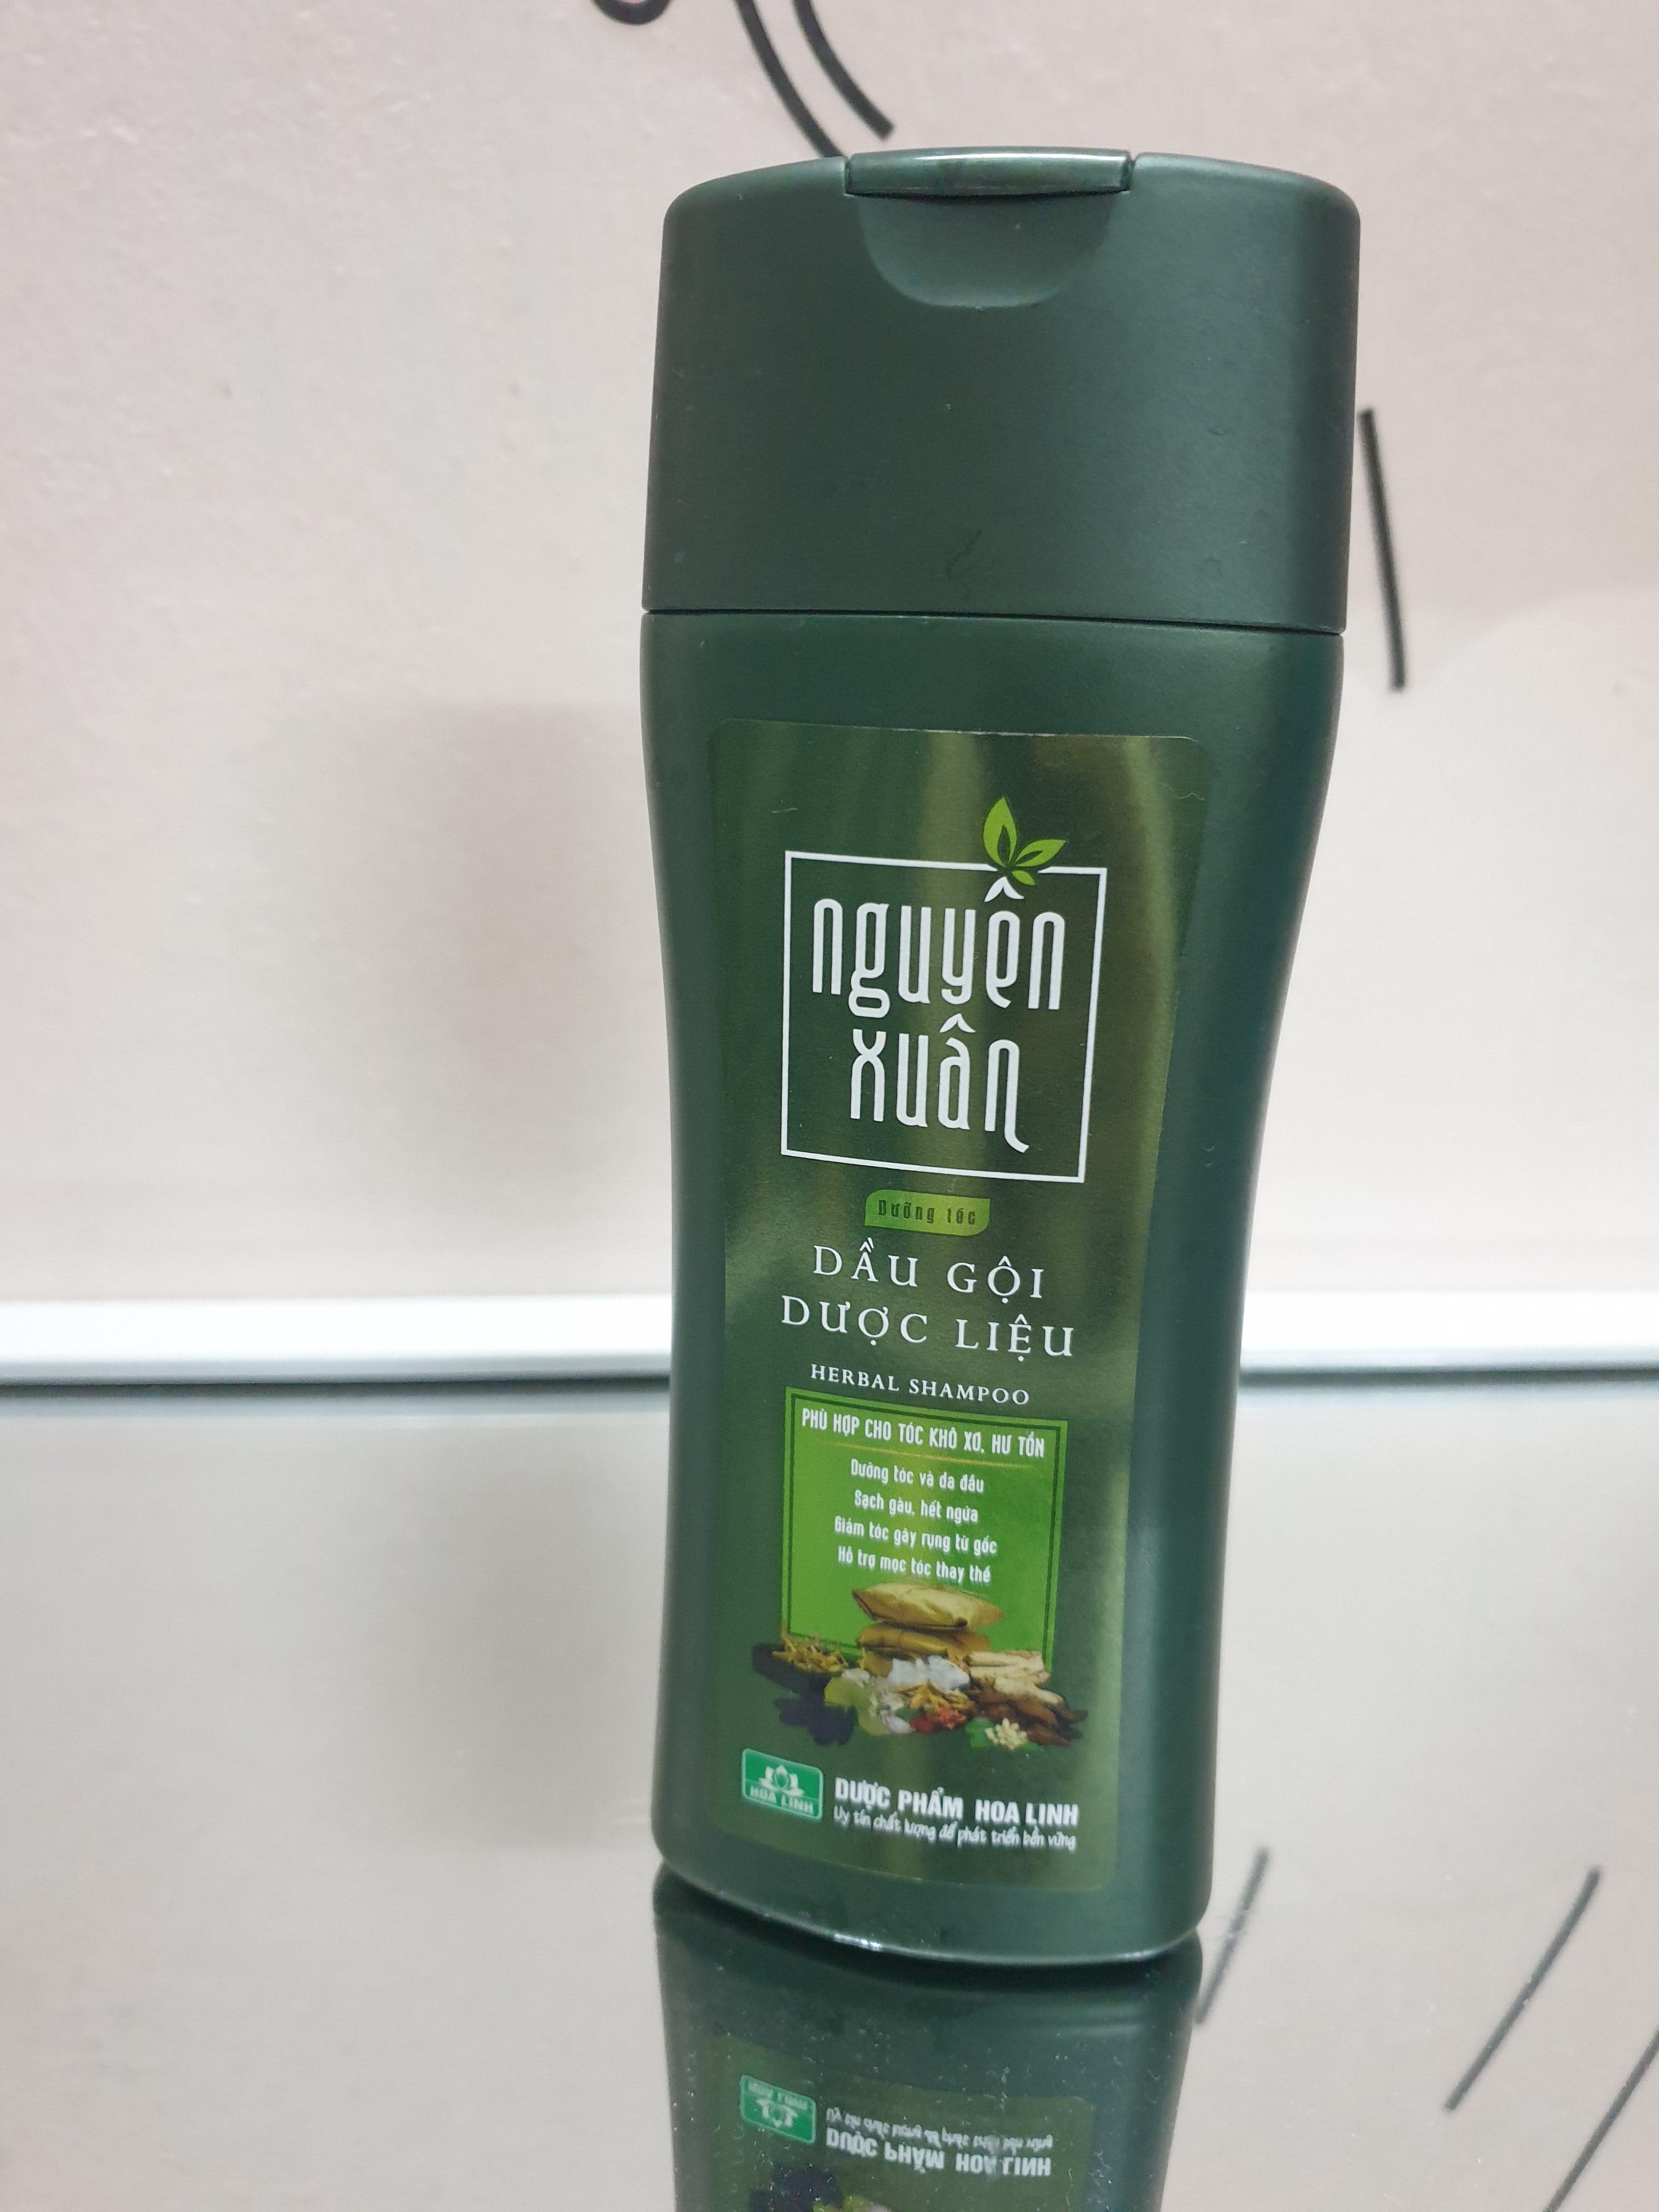 nguyên
xuân
Dưỡng tóc
DẦU GỘI
DƯỢC LIỆU
HERBAL SHAMPOO
PHÙ HỢP CHO TÓC KHÔ XƠ, HƯ TỔN
Dưỡng tóc và da đầu
Sạch gàu, hết ngứa
Giảm tóc gãy rụng từ gốc
Hỗ trợ mọc tóc thay thế
HOA LINH
DƯỢC PHẨM HOA LINH
Uy tín chất lượng để phát triển bền vững